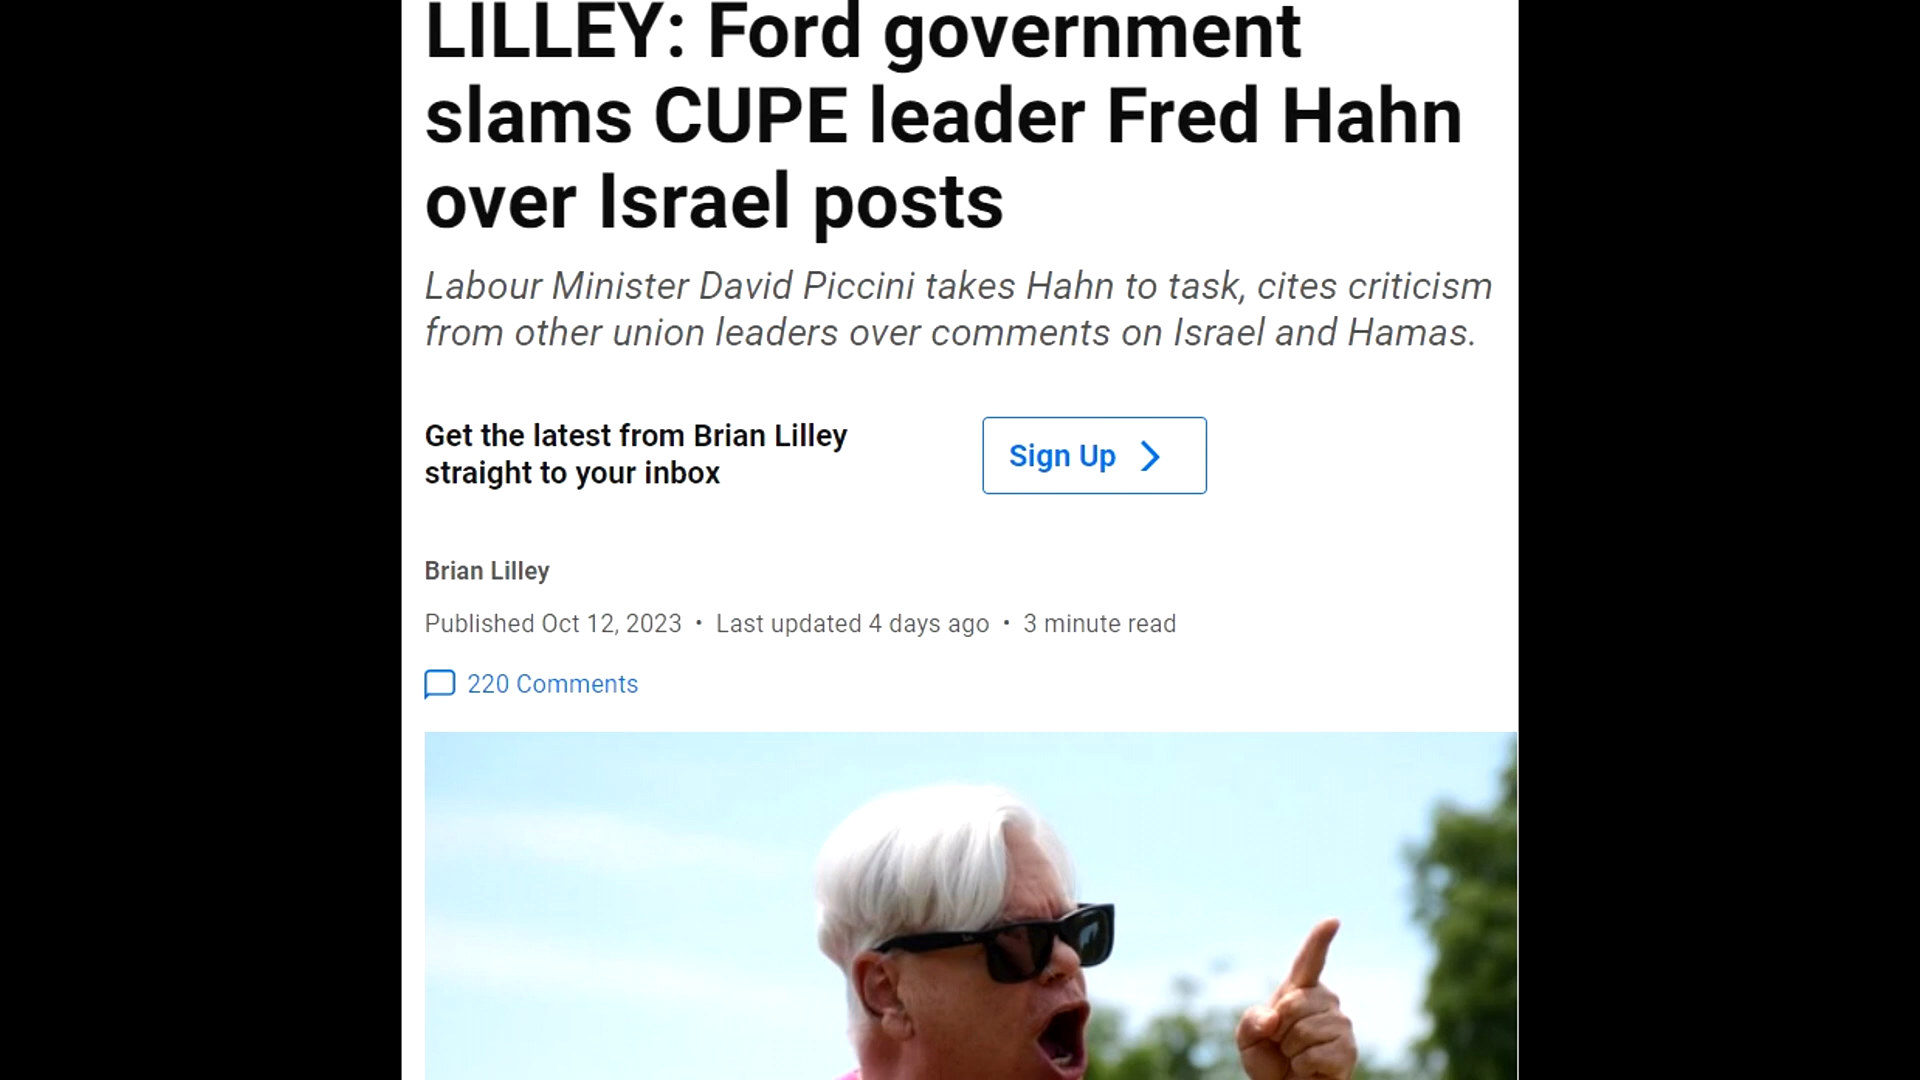 LILLEY: Ford government
slams CUPE leader Fred Hahn
over Israel posts
Labour Minister David Piccini takes Hahn to task, cites criticism
from other union leaders over comments on Israel and Hamas.
Get the latest from Brian Lilley
straight to your inbox
Sign Up
Brian Lilley
Published Oct 12, 2023 • Last updated 4 days ago • 3 minute read
220 Comments